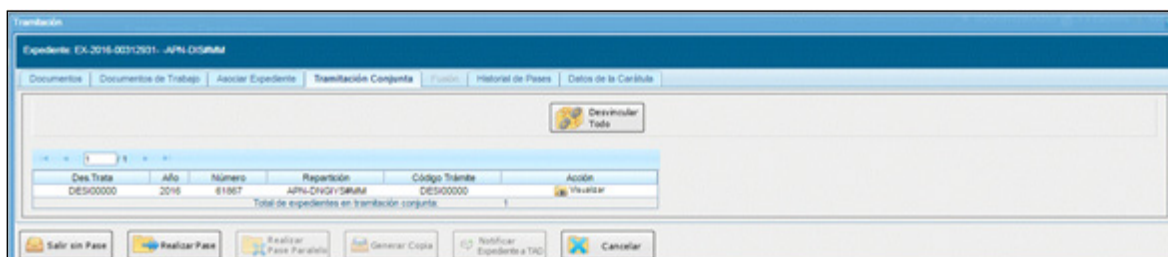 Tramitación
Expediente: EX-2016-00312931- -APN-DIS#MM
Documentos Documentos de Trabajo Asociar Expediente Tramitación Conjunta Fusión Historial de Pases Datos de la Carátula
Desvincular
Todo
1 / 1
Des.Trata Año Número Repartición Código Trámite Acción
DESI00000 2016 61867 APN-DNGIYS#MM DESI00000 Visualizar
Total de expedientes en tramitación conjunta: 1
Salir sin Pase Realizar Pase Realizar Pase Paralelo Generar Copia Notificar Expediente a TAD Cancelar